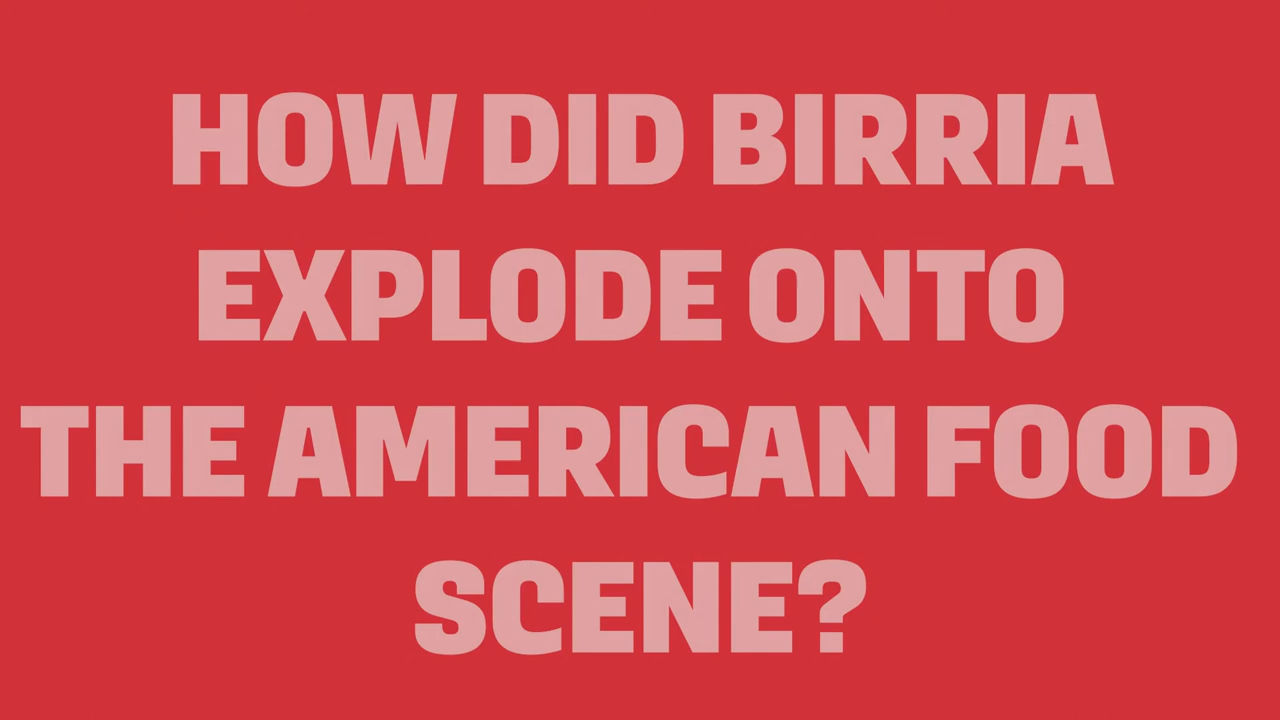 HOW DID BIRRIA
EXPLODE ONTO
THE AMERICAN FOOD
SCENE?